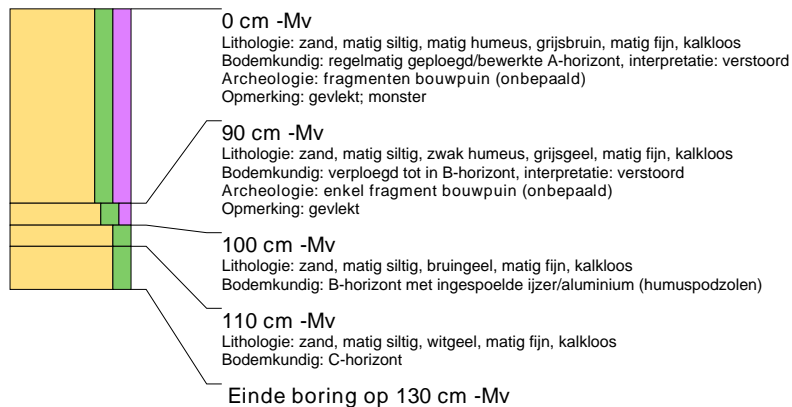 0 cm -Mv
Lithologie: zand, matig siltig, matig humeus, grijsbruin, matig fijn, kalkloos
Bodemkundig: regelmatig geploegd/bewerkte A-horizont, interpretatie: verstoord
Archeologie: fragmenten bouwpuin (onbepaald)
Opmerking: gevlekt; monster
90 cm -Mv
Lithologie: zand, matig siltig, zwak humeus, grijsgeel, matig fijn, kalkloos
Bodemkundig: verploegd tot in B-horizont, interpretatie: verstoord
Archeologie: enkel fragment bouwpuin (onbepaald)
Opmerking: gevlekt
100 cm -Mv
Lithologie: zand, matig siltig, bruingeel, matig fijn, kalkloos
Bodemkundig: B-horizont met ingespoelde ijzer/aluminium (humuspodzolen)
110 cm -Mv
Lithologie: zand, matig siltig, witgeel, matig fijn, kalkloos
Bodemkundig: C-horizont
Einde boring op 130 cm -Mv